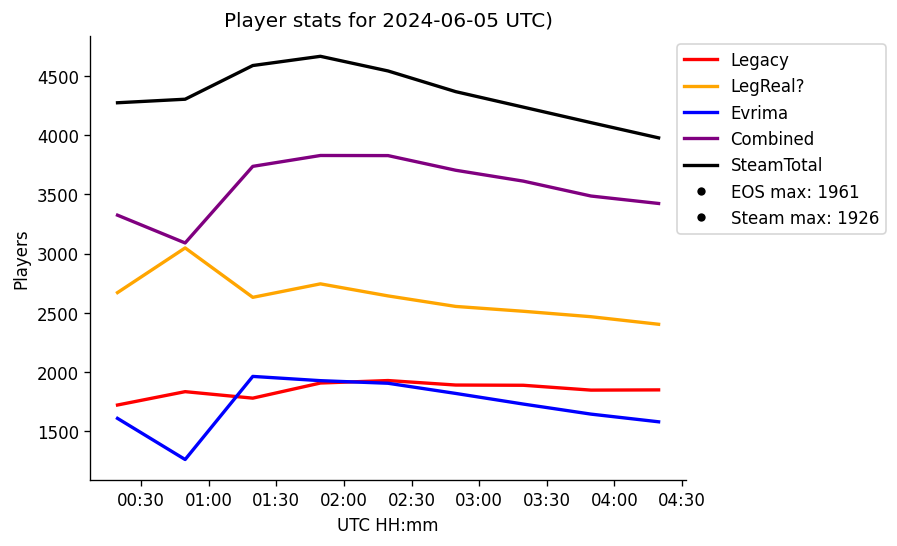 Player stats for 2024-06-05 UTC)
Legacy
LegReal?
Evrima
Combined
SteamTotal
EOS max: 1961
Steam max: 1926
Players
4500
4000
3500
3000
2500
2000
1500
00:30 01:00 01:30 02:00 02:30 03:00 03:30 04:00 04:30
UTC HH:mm